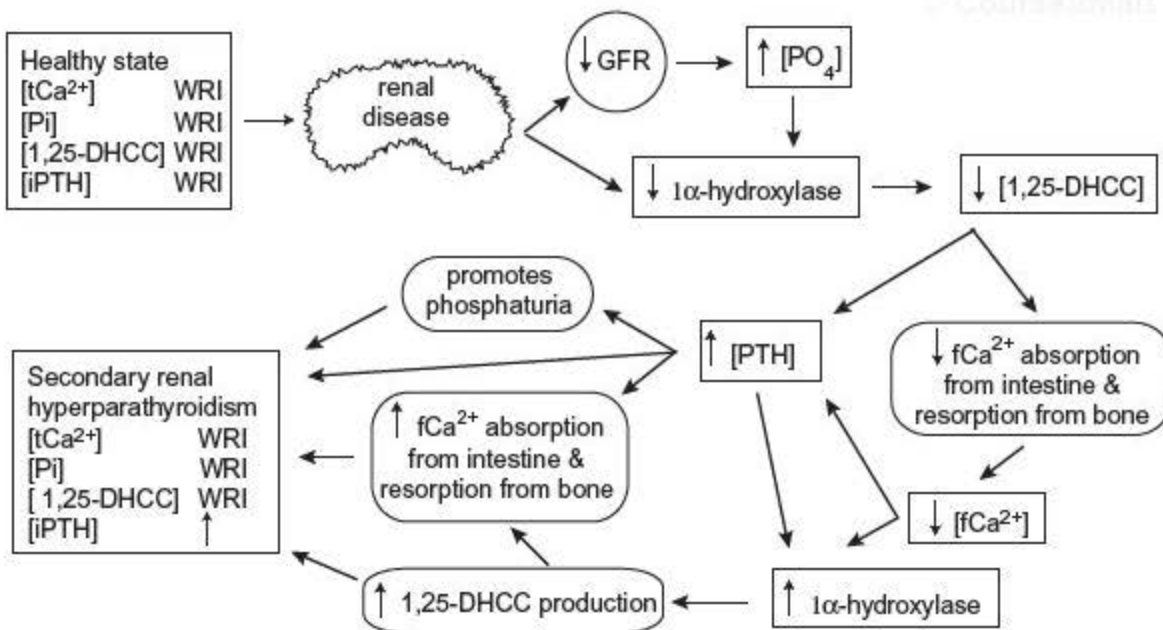 Healthy state
[tCa²⁺] WRI
[Pi] WRI
[1,25-DHCC] WRI
[iPTH] WRI
renal
disease
↓ GFR
↑ [PO₄]
↓ 1α-hydroxylase
↓ [1,25-DHCC]
promotes
phosphaturia
↑ [PTH]
↓ fCa²⁺ absorption
from intestine &
resorption from bone
Secondary renal
hyperparathyroidism
[tCa²⁺] WRI
[Pi] WRI
[ 1,25-DHCC] WRI
[iPTH] ↑
↑ fCa²⁺ absorption
from intestine &
resorption from bone
↓ [fCa²⁺]
↑ 1,25-DHCC production
↑ 1α-hydroxylase